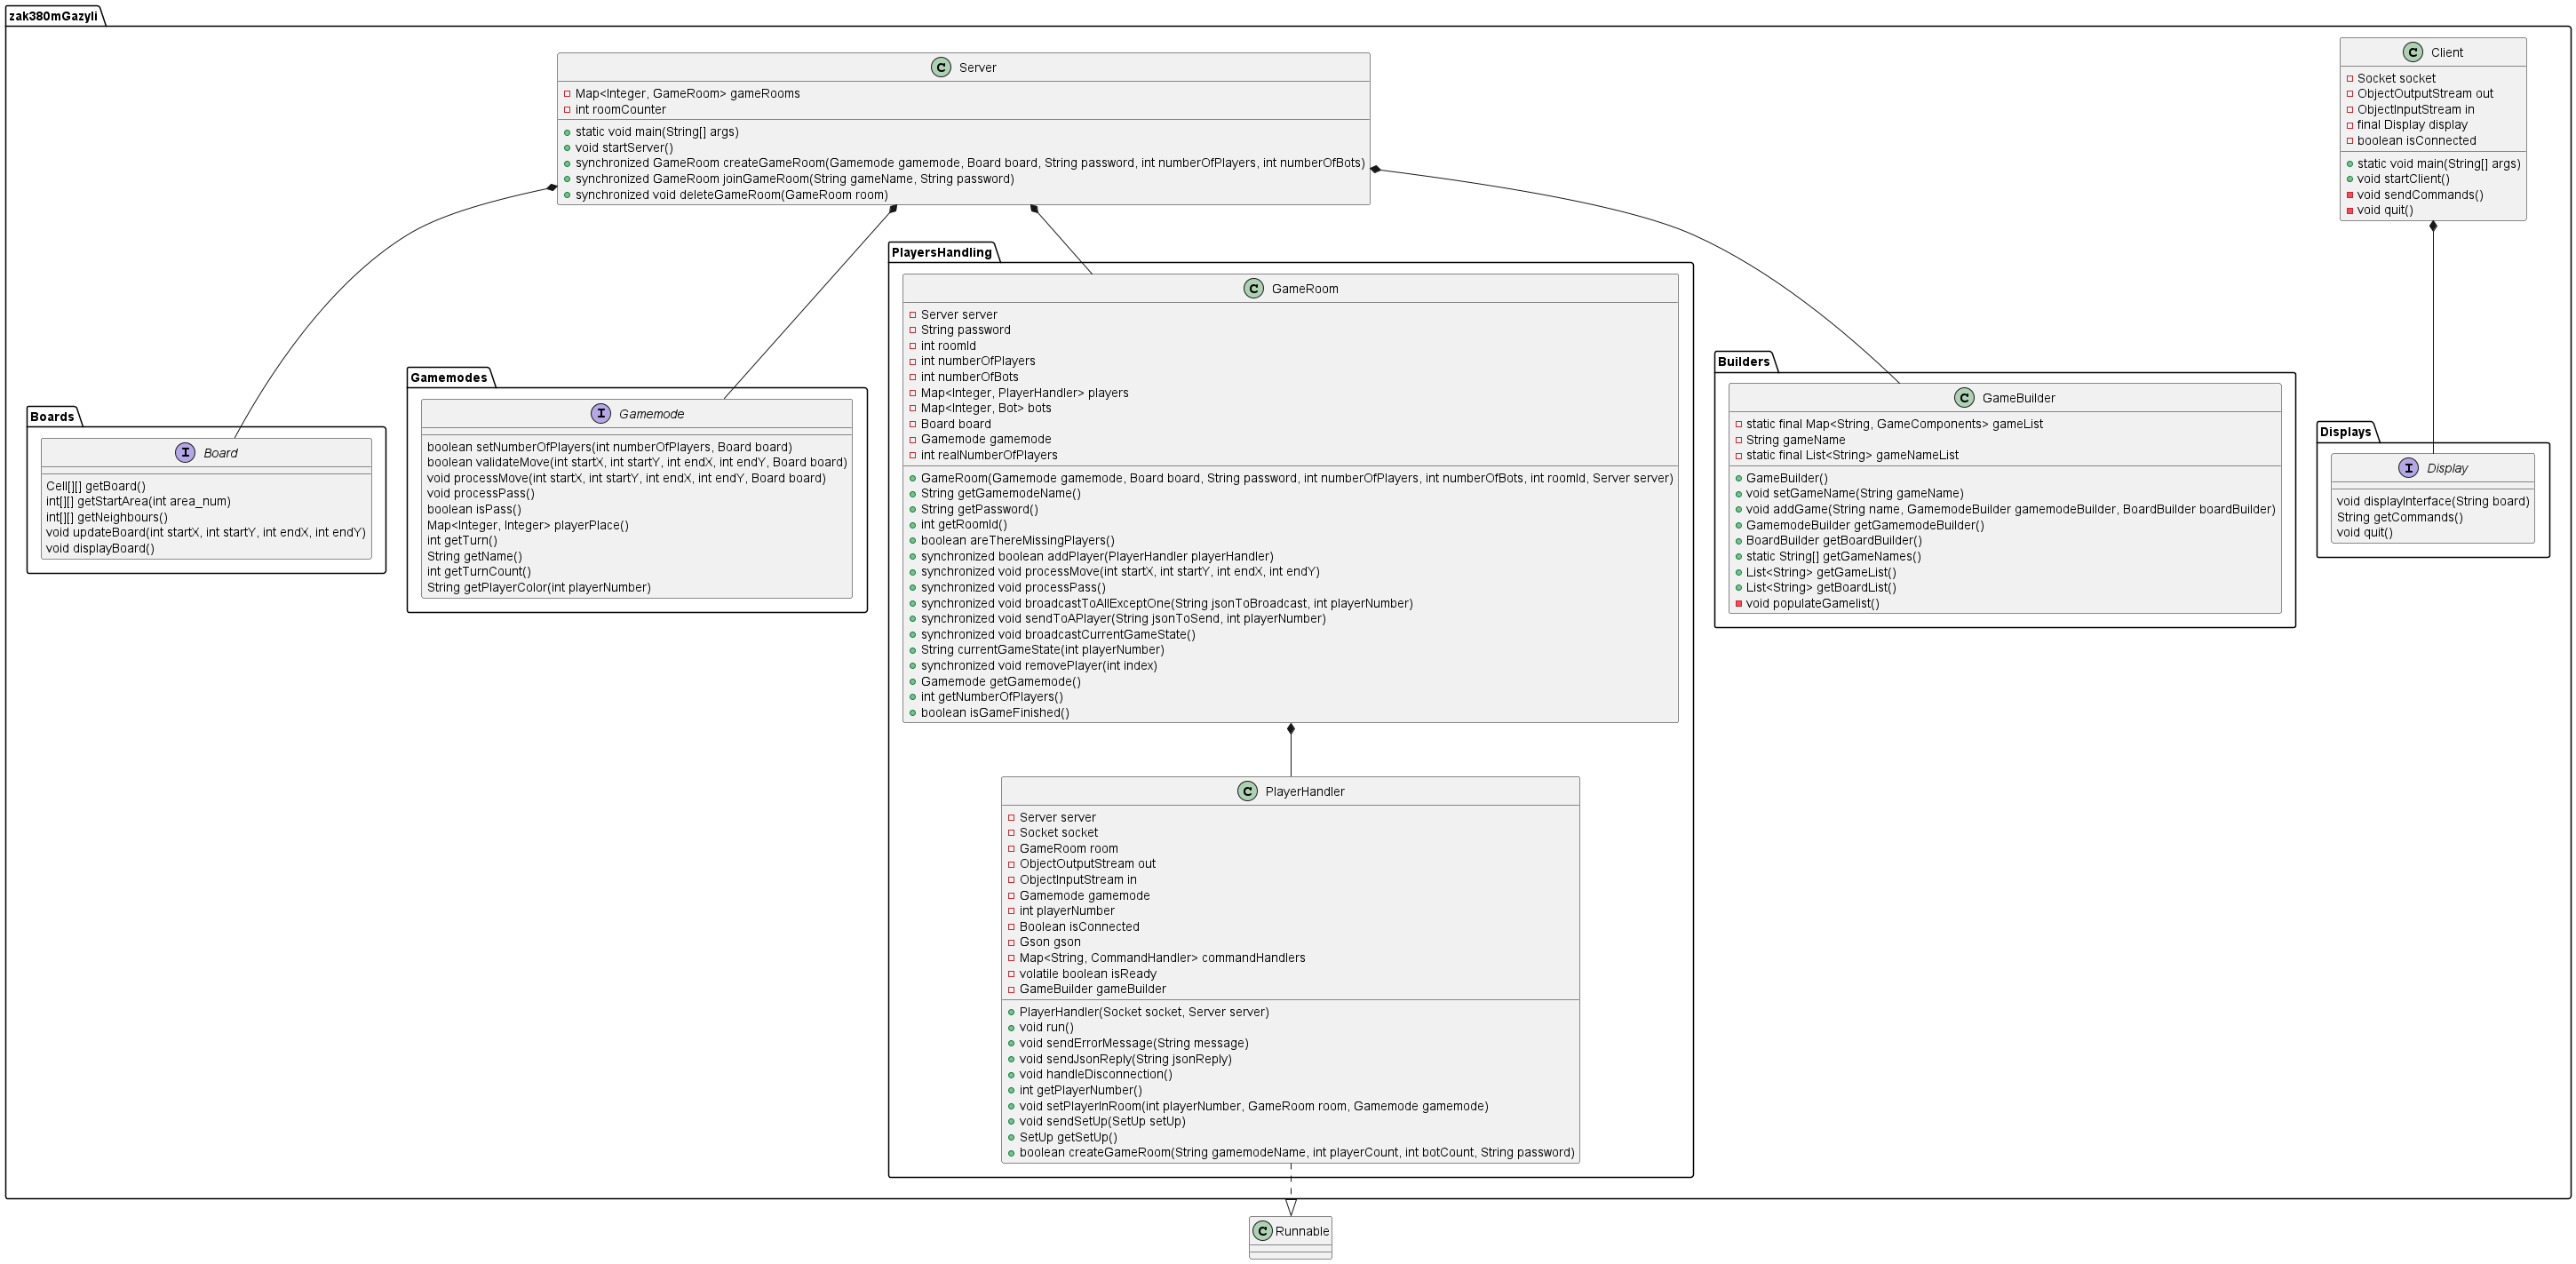 zak380mGazyli
C Server
Map<Integer, GameRoom> gameRooms
int roomCounter
static void main(String[] args)
void startServer()
synchronized GameRoom createGameRoom(Gamemode gamemode, Board board, String password, int numberOfPlayers, int numberOfBots)
synchronized GameRoom joinGameRoom(String gameName, String password)
synchronized void deleteGameRoom(GameRoom room)
C Client
Socket socket
ObjectOutputStream out
ObjectInputStream in
final Display display
boolean isConnected
static void main(String[] args)
void startClient()
void sendCommands()
void quit()
Boards
I Board
Cell[][] getBoard()
int[][] getStartArea(int area_num)
int[][] getNeighbours()
void updateBoard(int startX, int startY, int endX, int endY)
void displayBoard()
Gamemodes
I Gamemode
boolean setNumberOfPlayers(int numberOfPlayers, Board board)
boolean validateMove(int startX, int startY, int endX, int endY, Board board)
void processMove(int startX, int startY, int endX, int endY, Board board)
void processPass()
boolean isPass()
Map<Integer, Integer> playerPlace()
int getTurn()
String getName()
int getTurnCount()
String getPlayerColor(int playerNumber)
PlayersHandling
C GameRoom
Server server
String password
int roomId
int numberOfPlayers
int numberOfBots
Map<Integer, PlayerHandler> players
Map<Integer, Bot> bots
Board board
Gamemode gamemode
int realNumberOfPlayers
GameRoom(Gamemode gamemode, Board board, String password, int numberOfPlayers, int numberOfBots, int roomId, Server server)
String getGamemodeName()
String getPassword()
int getRoomId()
boolean areThereMissingPlayers()
synchronized boolean addPlayer(PlayerHandler playerHandler)
synchronized void processMove(int startX, int startY, int endX, int endY)
synchronized void processPass()
synchronized void broadcastToAllExceptOne(String jsonToBroadcast, int playerNumber)
synchronized void sendToAPlayer(String jsonToSend, int playerNumber)
synchronized void broadcastCurrentGameState()
String currentGameState(int playerNumber)
synchronized void removePlayer(int index)
Gamemode getGamemode()
int getNumberOfPlayers()
boolean isGameFinished()
Builders
C GameBuilder
static final Map<String, GameComponents> gameList
String gameName
static final List<String> gameNameList
GameBuilder()
void setGameName(String gameName)
void addGame(String name, GamemodeBuilder gamemodeBuilder, BoardBuilder boardBuilder)
GamemodeBuilder getGamemodeBuilder()
BoardBuilder getBoardBuilder()
static String[] getGameNames()
List<String> getGameList()
List<String> getBoardList()
void populateGamelist()
Displays
I Display
void displayInterface(String board)
String getCommands()
void quit()
C PlayerHandler
Server server
Socket socket
GameRoom room
ObjectOutputStream out
ObjectInputStream in
Gamemode gamemode
int playerNumber
Boolean isConnected
Gson gson
Map<String, CommandHandler> commandHandlers
volatile boolean isReady
GameBuilder gameBuilder
PlayerHandler(Socket socket, Server server)
void run()
void sendErrorMessage(String message)
void sendJsonReply(String jsonReply)
void handleDisconnection()
int getPlayerNumber()
void setPlayerInRoom(int playerNumber, GameRoom room, Gamemode gamemode)
void sendSetUp(SetUp setUp)
SetUp getSetUp()
boolean createGameRoom(String gamemodeName, int playerCount, int botCount, String password)
C Runnable